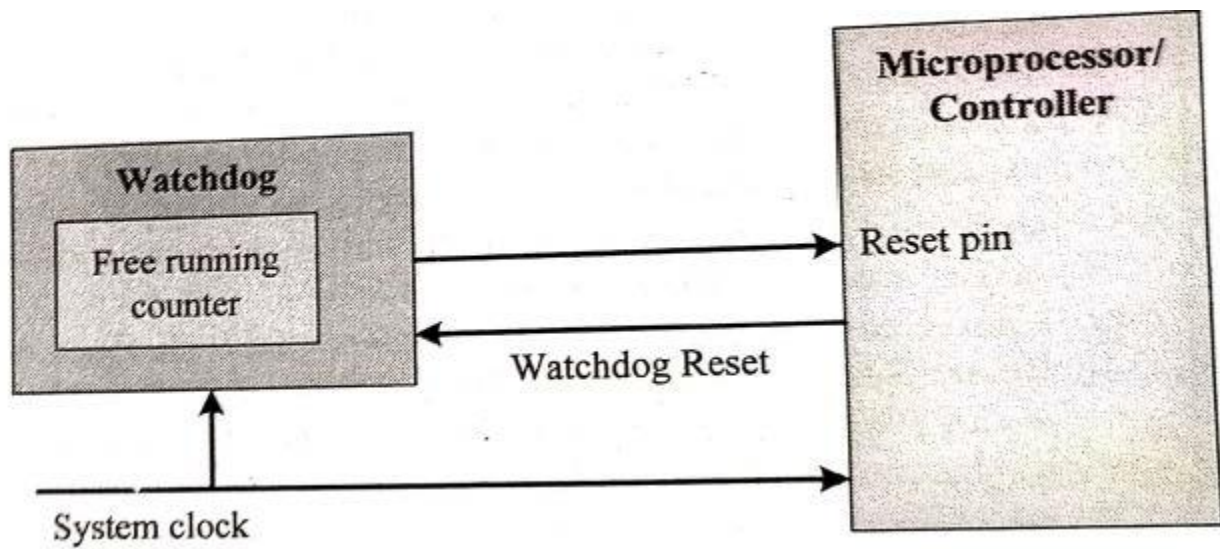 Microprocessor/
Controller
Watchdog
Free running
counter
Reset pin
Watchdog Reset
System clock